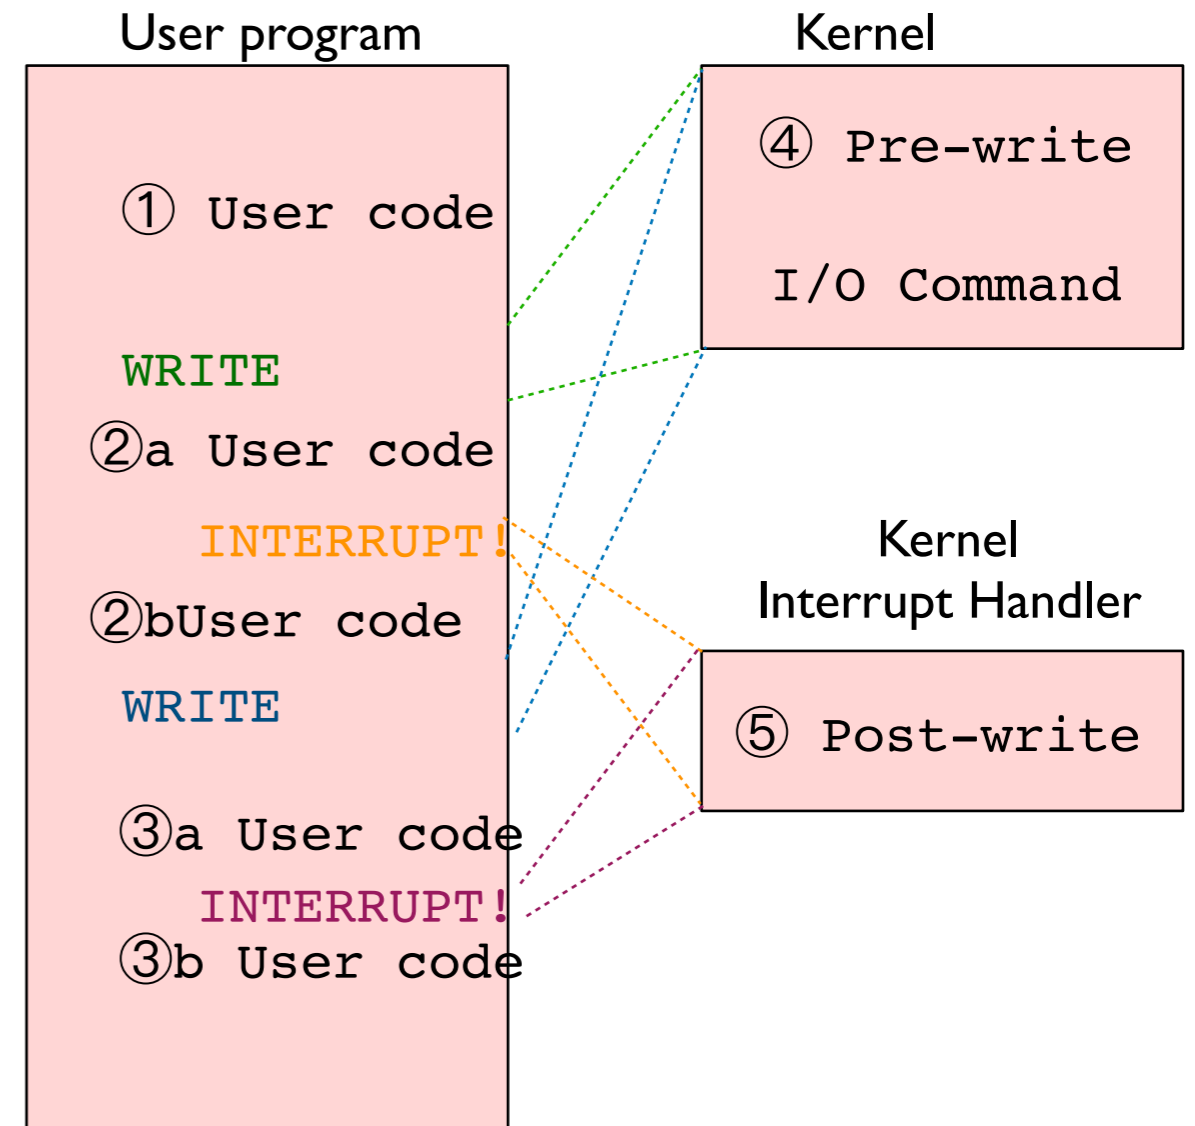 User program
① User code
WRITE
②a User code
INTERRUPT!
②bUser code
WRITE
③a User code
INTERRUPT!
③b User code
Kernel
④ Pre-write
I/O Command
Kernel
Interrupt Handler
⑤ Post-write